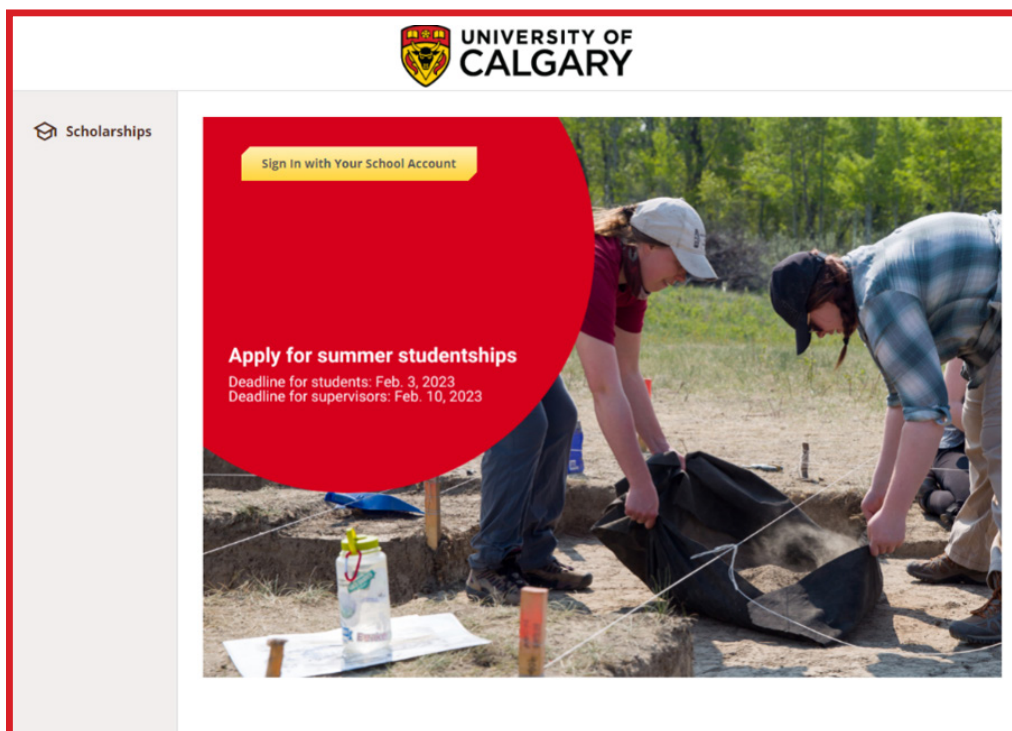 UNIVERSITY OF
CALGARY
Scholarships
Sign In with Your School Account
Apply for summer studentships
Deadline for students: Feb. 3, 2023
Deadline for supervisors: Feb. 10, 2023